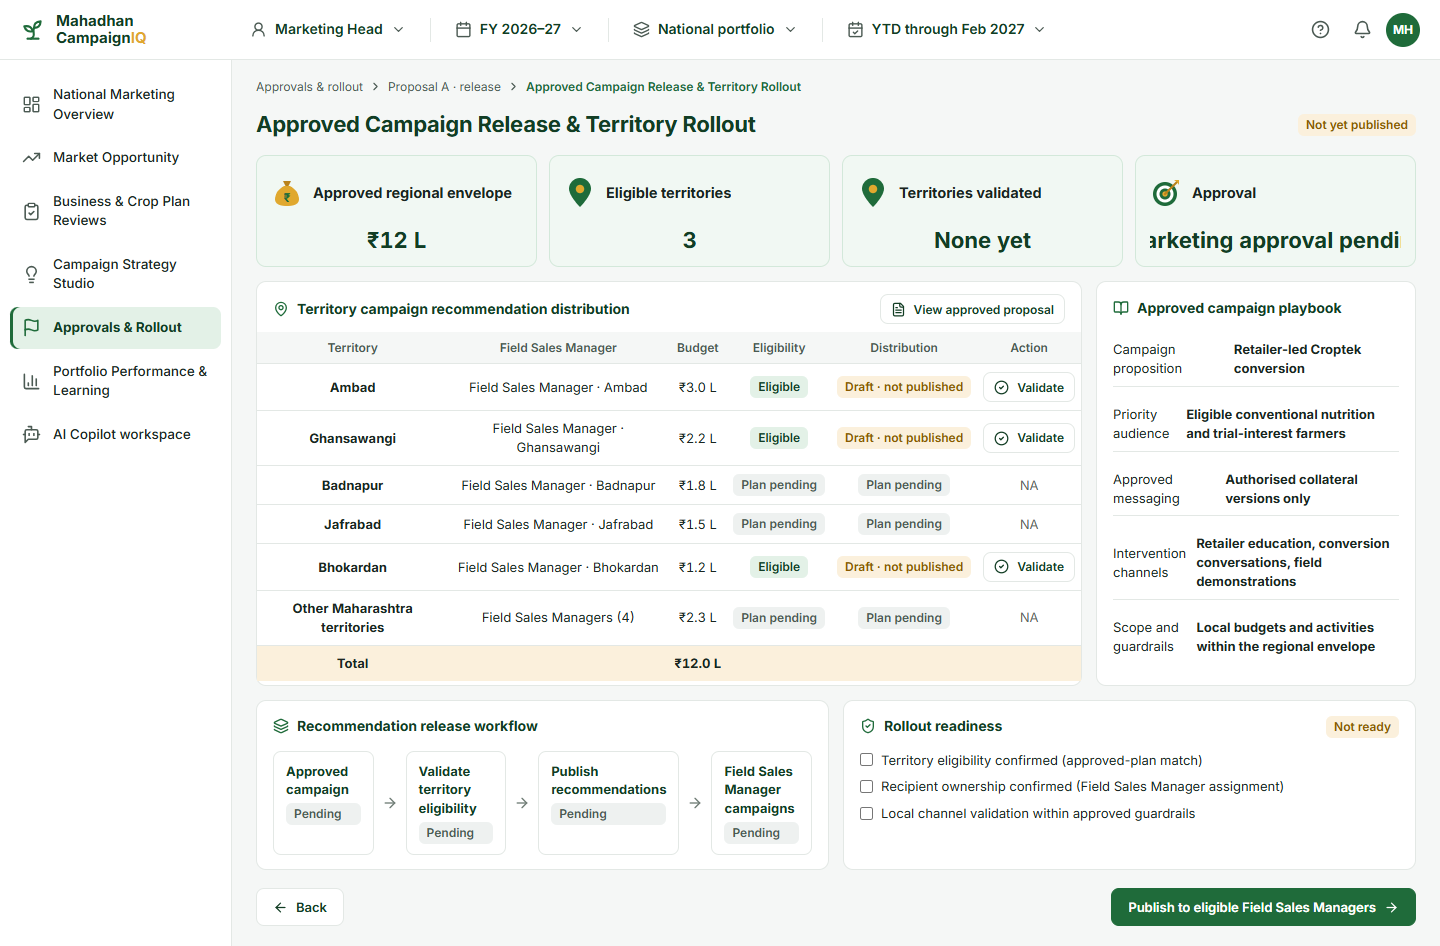 Mahadhan
CampaignIQ
Marketing Head
FY 2026–27
National portfolio
YTD through Feb 2027
MH
National Marketing
Overview
Market Opportunity
Business & Crop Plan
Reviews
Campaign Strategy
Studio
Approvals & Rollout
Portfolio Performance &
Learning
AI Copilot workspace
Approvals & rollout > Proposal A · release > Approved Campaign Release & Territory Rollout
Approved Campaign Release & Territory Rollout
Not yet published
Approved regional envelope
₹12 L
Eligible territories
3
Territories validated
None yet
Approval
arketing approval pendi
Territory campaign recommendation distribution
View approved proposal
Territory Field Sales Manager Budget Eligibility Distribution Action
Ambad Field Sales Manager · Ambad ₹3.0 L Eligible Draft · not published Validate
Ghansawangi Field Sales Manager · Ghansawangi ₹2.2 L Eligible Draft · not published Validate
Badnapur Field Sales Manager · Badnapur ₹1.8 L Plan pending Plan pending NA
Jafrabad Field Sales Manager · Jafrabad ₹1.5 L Plan pending Plan pending NA
Bhokardan Field Sales Manager · Bhokardan ₹1.2 L Eligible Draft · not published Validate
Other Maharashtra territories Field Sales Managers (4) ₹2.3 L Plan pending Plan pending NA
Total ₹12.0 L
Approved campaign playbook
Campaign proposition
Retailer-led Croptek conversion
Priority audience
Eligible conventional nutrition and trial-interest farmers
Approved messaging
Authorised collateral versions only
Intervention channels
Retailer education, conversion conversations, field demonstrations
Scope and guardrails
Local budgets and activities within the regional envelope
Recommendation release workflow
Approved campaign
Pending
Validate territory eligibility
Pending
Publish recommendations
Pending
Field Sales Manager campaigns
Pending
Rollout readiness
Not ready
Territory eligibility confirmed (approved-plan match)
Recipient ownership confirmed (Field Sales Manager assignment)
Local channel validation within approved guardrails
Back
Publish to eligible Field Sales Managers